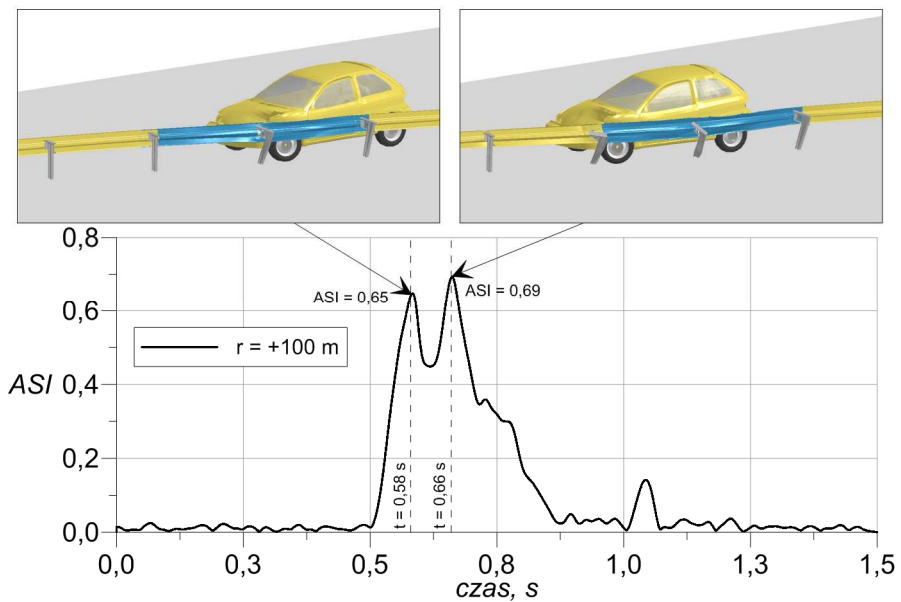 0,8
ASI = 0,65
ASI = 0,69
0,6
r = +100 m
ASI
0,4
0,2
t = 0,58 s
t = 0,66 s
0,0
0,0 0,3 0,5 0,8 1,0 1,3 1,5
czas, s